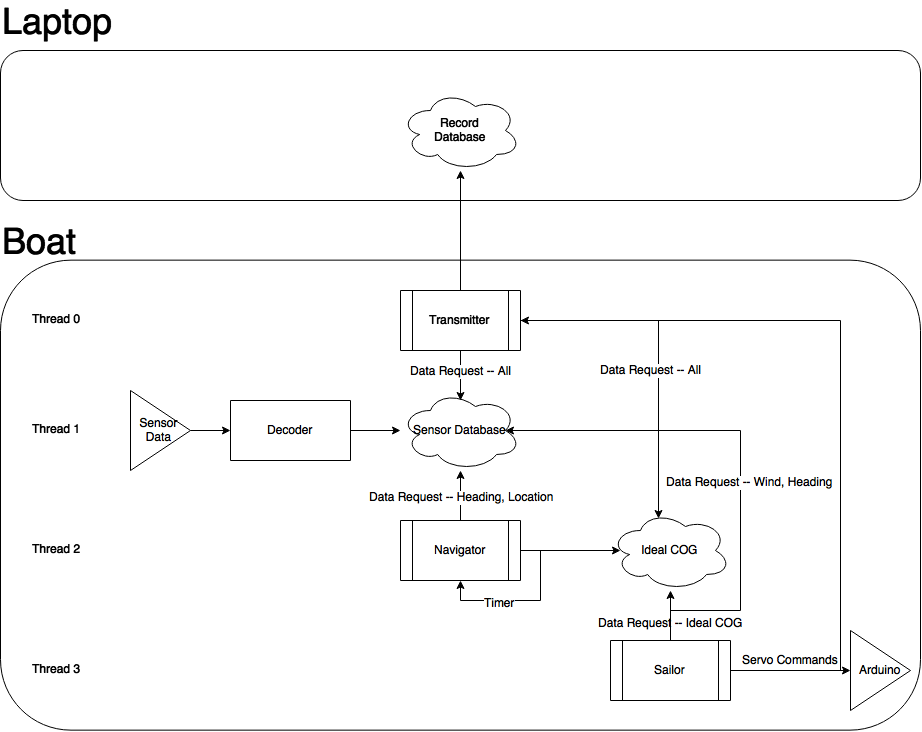 Laptop
Record
Database
Boat
Thread 0
Transmitter
Data Request -- All
Data Request -- All
Thread 1
Sensor
Data
Decoder
Sensor Database
Data Request -- Wind, Heading
Data Request -- Heading, Location
Thread 2
Navigator
Ideal COG
Timer
Data Request -- Ideal COG
Thread 3
Sailor
Servo Commands
Arduino